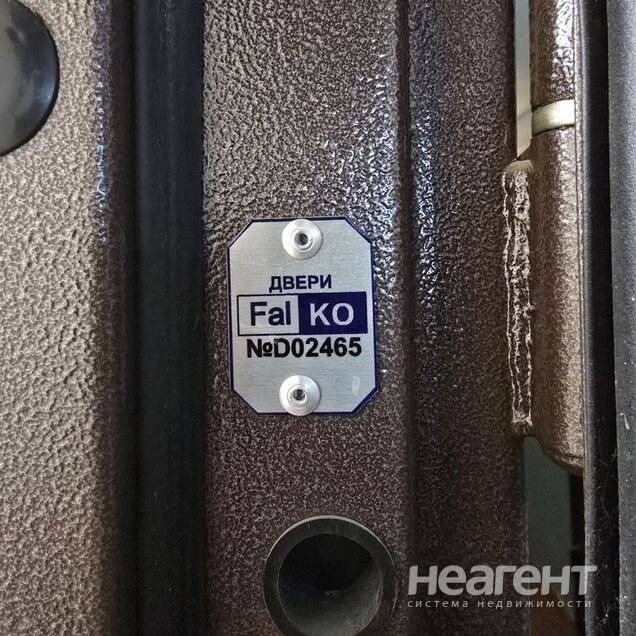 ДВЕРИ
Fal KO
№D02465
НЕАГЕНТ
система недвижимости